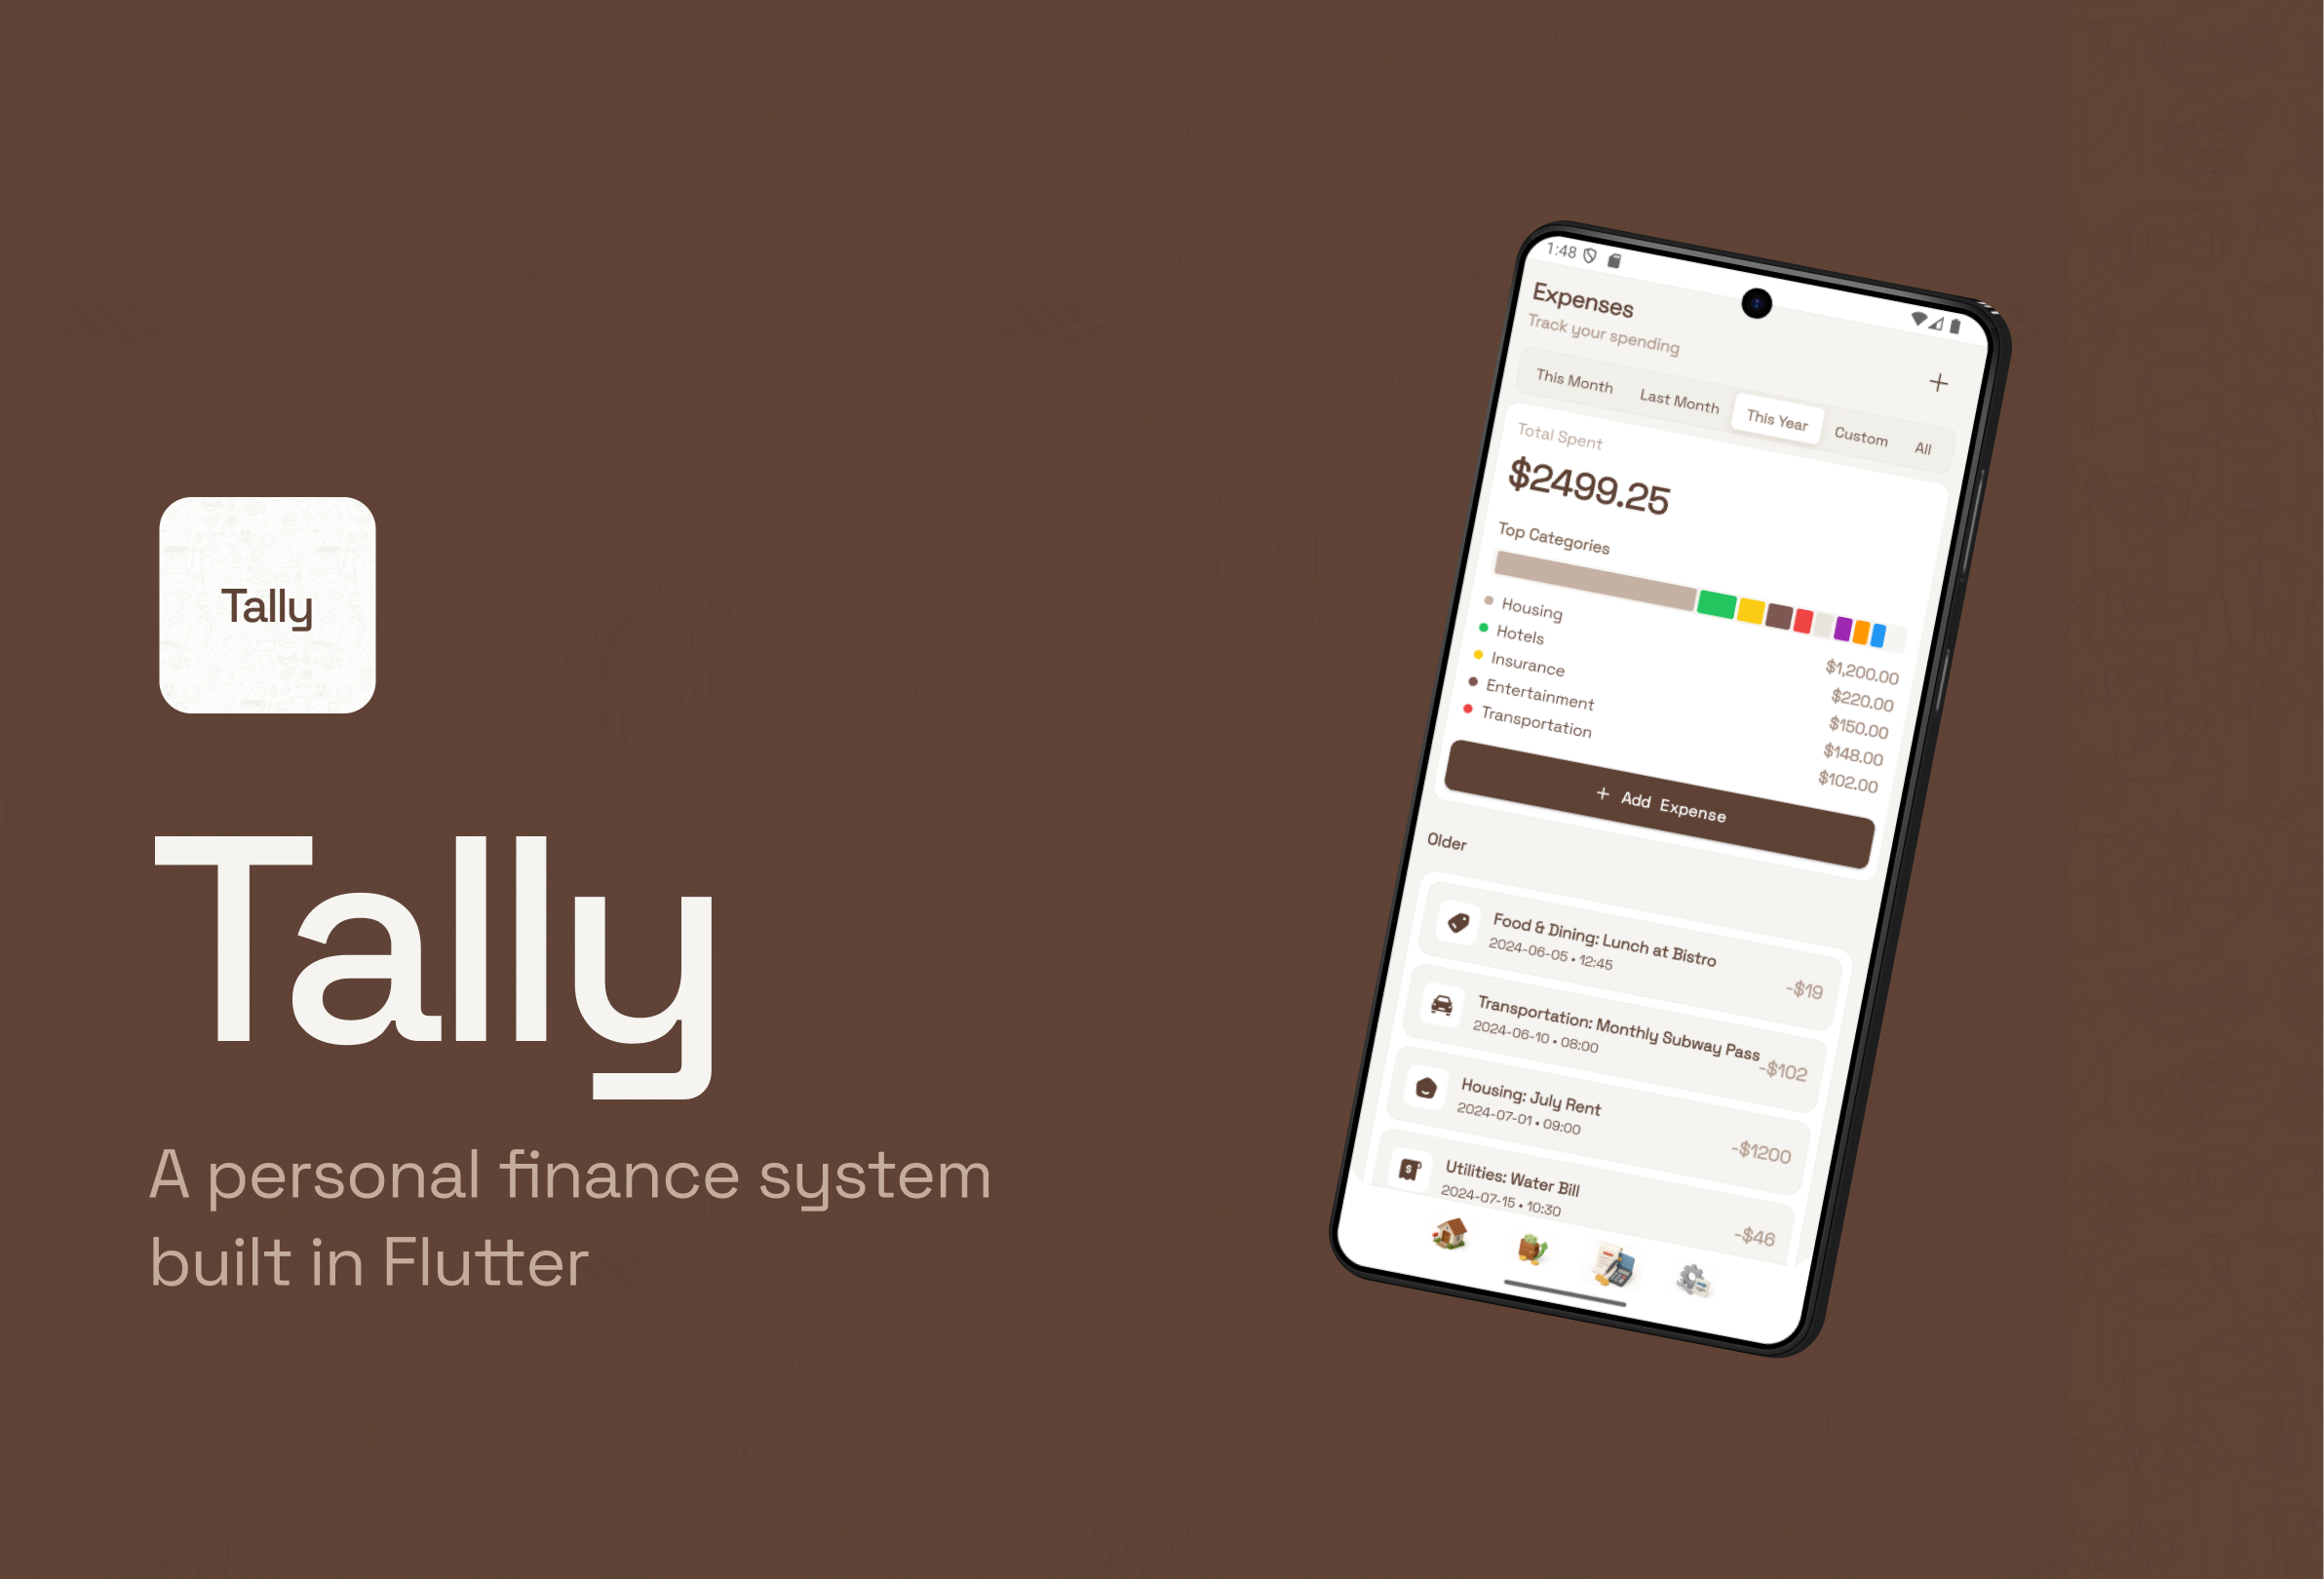 Tally
Tally
A personal finance system
built in Flutter
1:48
Expenses
Track your spending
This Month Last Month This Year Custom All
Total Spent
$2499.25
Top Categories
Housing $1,200.00
Hotels $220.00
Insurance $150.00
Entertainment $148.00
Transportation $102.00
+ Add Expense
Older
Food & Dining: Lunch at Bistro
2024-06-05 • 12:45
-$19
Transportation: Monthly Subway Pass
2024-06-10 • 08:00
-$102
Housing: July Rent
2024-07-01 • 09:00
-$1200
Utilities: Water Bill
2024-07-15 • 10:30
-$46